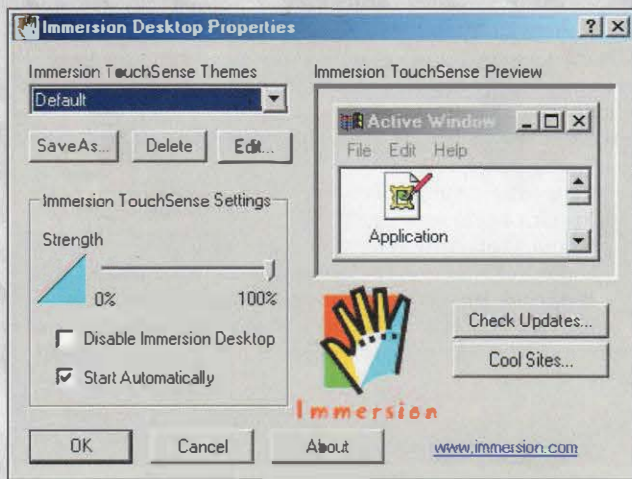 Immersion Desktop Properties
Immersion TouchSense Themes
Default
SaveAs...
Delete
Edit...
Immersion TouchSense Settings
Strength
0%
100%
Disable Immersion Desktop
Start Automatically
OK
Cancel
About
Immersion TouchSense Preview
Active Window
File Edit Help
Application
Immersion
Check Updates...
Cool Sites...
www.immersion.com